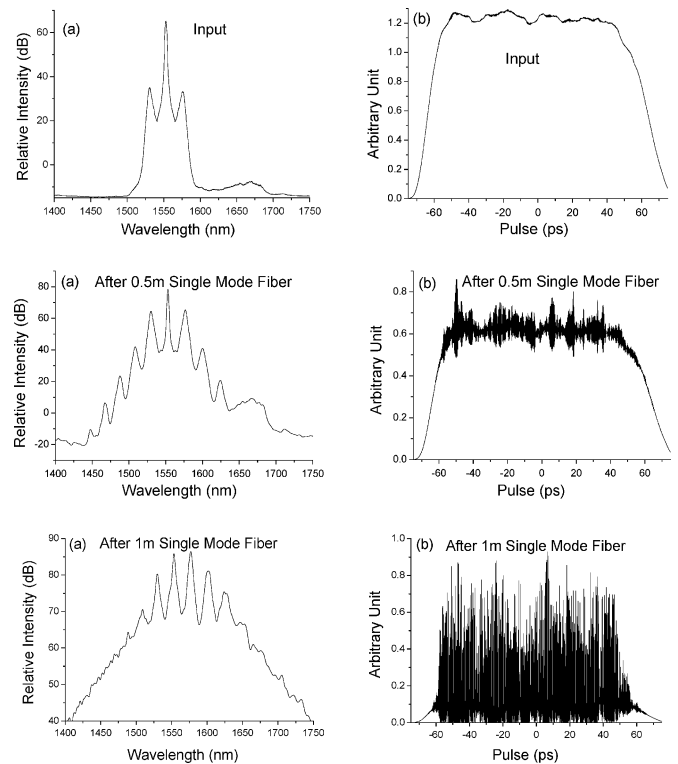 (a)
Input
Relative Intensity (dB)
60
40
20
0
1400 1450 1500 1550 1600 1650 1700 1750
Wavelength (nm)
(b)
Input
Arbitrary Unit
1.2
1.0
0.8
0.6
0.4
0.2
0.0
-60 -40 -20 0 20 40 60
Pulse (ps)
(a) After 0.5m Single Mode Fiber
Relative Intensity (dB)
80
60
40
20
0
-20
1400 1450 1500 1550 1600 1650 1700 1750
Wavelength (nm)
(b) After 0.5m Single Mode Fiber
Arbitrary Unit
0.8
0.6
0.4
0.2
0.0
-60 -40 -20 0 20 40 60
Pulse (ps)
(a) After 1m Single Mode Fiber
Relative Intensity (dB)
90
80
70
60
50
40
1400 1450 1500 1550 1600 1650 1700 1750
Wavelength (nm)
(b) After 1m Single Mode Fiber
Arbitrary Unit
1.0
0.8
0.6
0.4
0.2
0.0
-60 -40 -20 0 20 40 60
Pulse (ps)